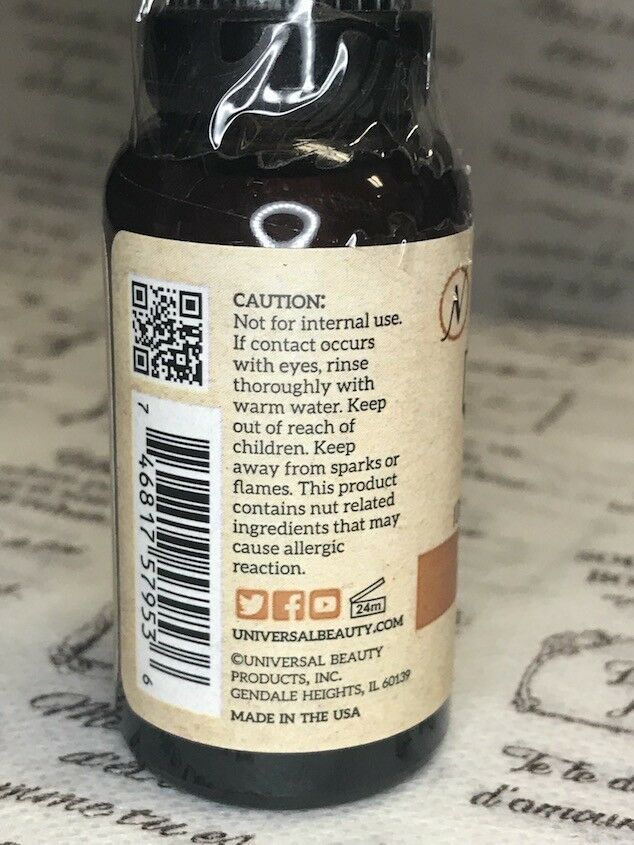 CAUTION:
Not for internal use.
If contact occurs
with eyes, rinse
thoroughly with
warm water. Keep
out of reach of
children. Keep
away from sparks or
flames. This product
contains nut related
ingredients that may
cause allergic
reaction.
24m
UNIVERSALBEAUTY.COM
©UNIVERSAL BEAUTY
PRODUCTS, INC.
GENDALE HEIGHTS, IL 60139
MADE IN THE USA
7 46817 57953 6
N
Te te d
d'amour